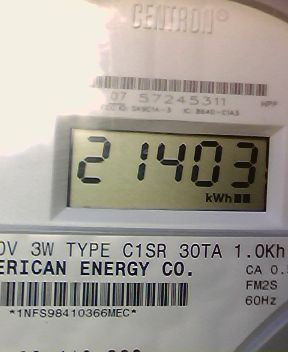 CENTRON®
07 57245311 HPP
21403
kWh
0V 3W TYPE C1SR 30TA 1.0Kh
ERICAN ENERGY CO. CA 0.
FM2S
*1NFS98410366MEC* 60Hz